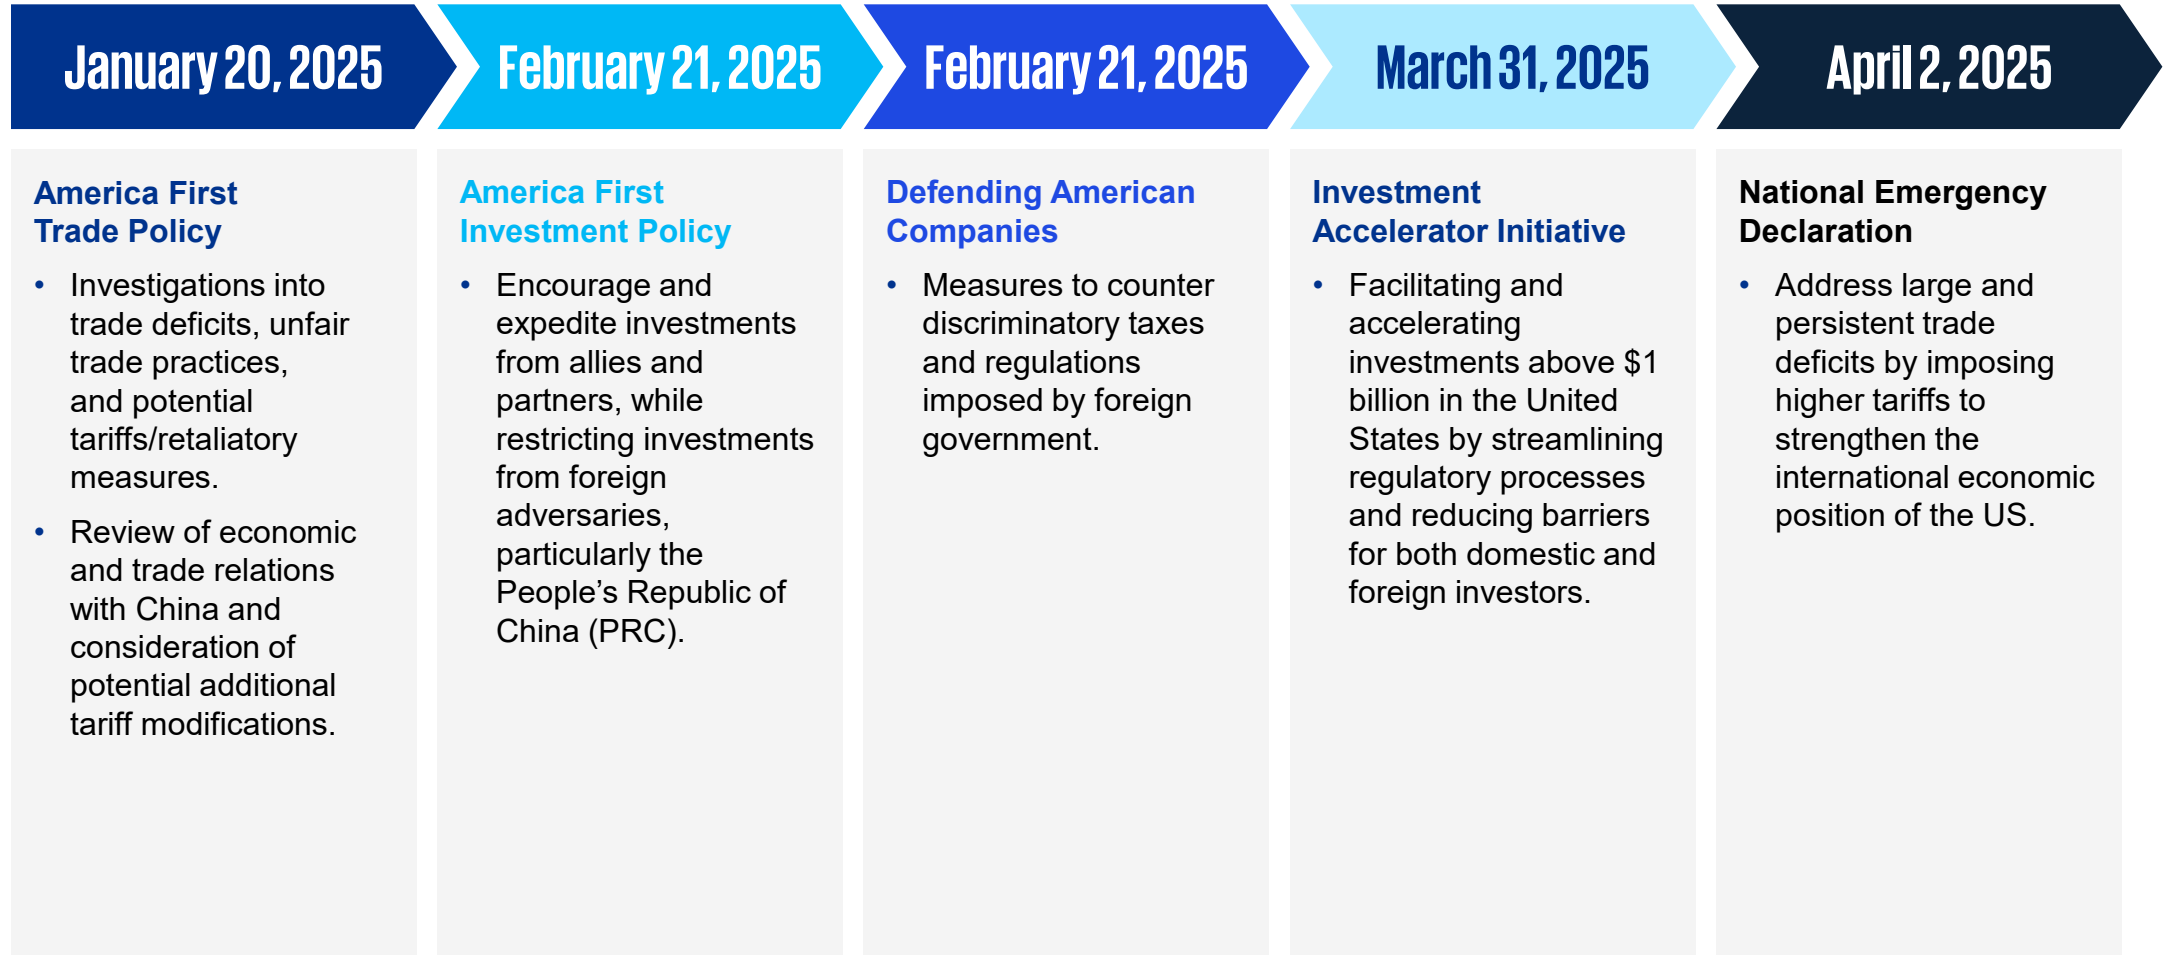 January 20, 2025
February 21, 2025
February 21, 2025
March 31, 2025
April 2, 2025
America First
Trade Policy
• Investigations into
trade deficits, unfair
trade practices,
and potential
tariffs/retaliatory
measures.
• Review of economic
and trade relations
with China and
consideration of
potential additional
tariff modifications.
America First
Investment Policy
• Encourage and
expedite investments
from allies and
partners, while
restricting investments
from foreign
adversaries,
particularly the
People’s Republic of
China (PRC).
Defending American
Companies
• Measures to counter
discriminatory taxes
and regulations
imposed by foreign
government.
Investment
Accelerator Initiative
• Facilitating and
accelerating
investments above $1
billion in the United
States by streamlining
regulatory processes
and reducing barriers
for both domestic and
foreign investors.
National Emergency
Declaration
• Address large and
persistent trade
deficits by imposing
higher tariffs to
strengthen the
international economic
position of the US.